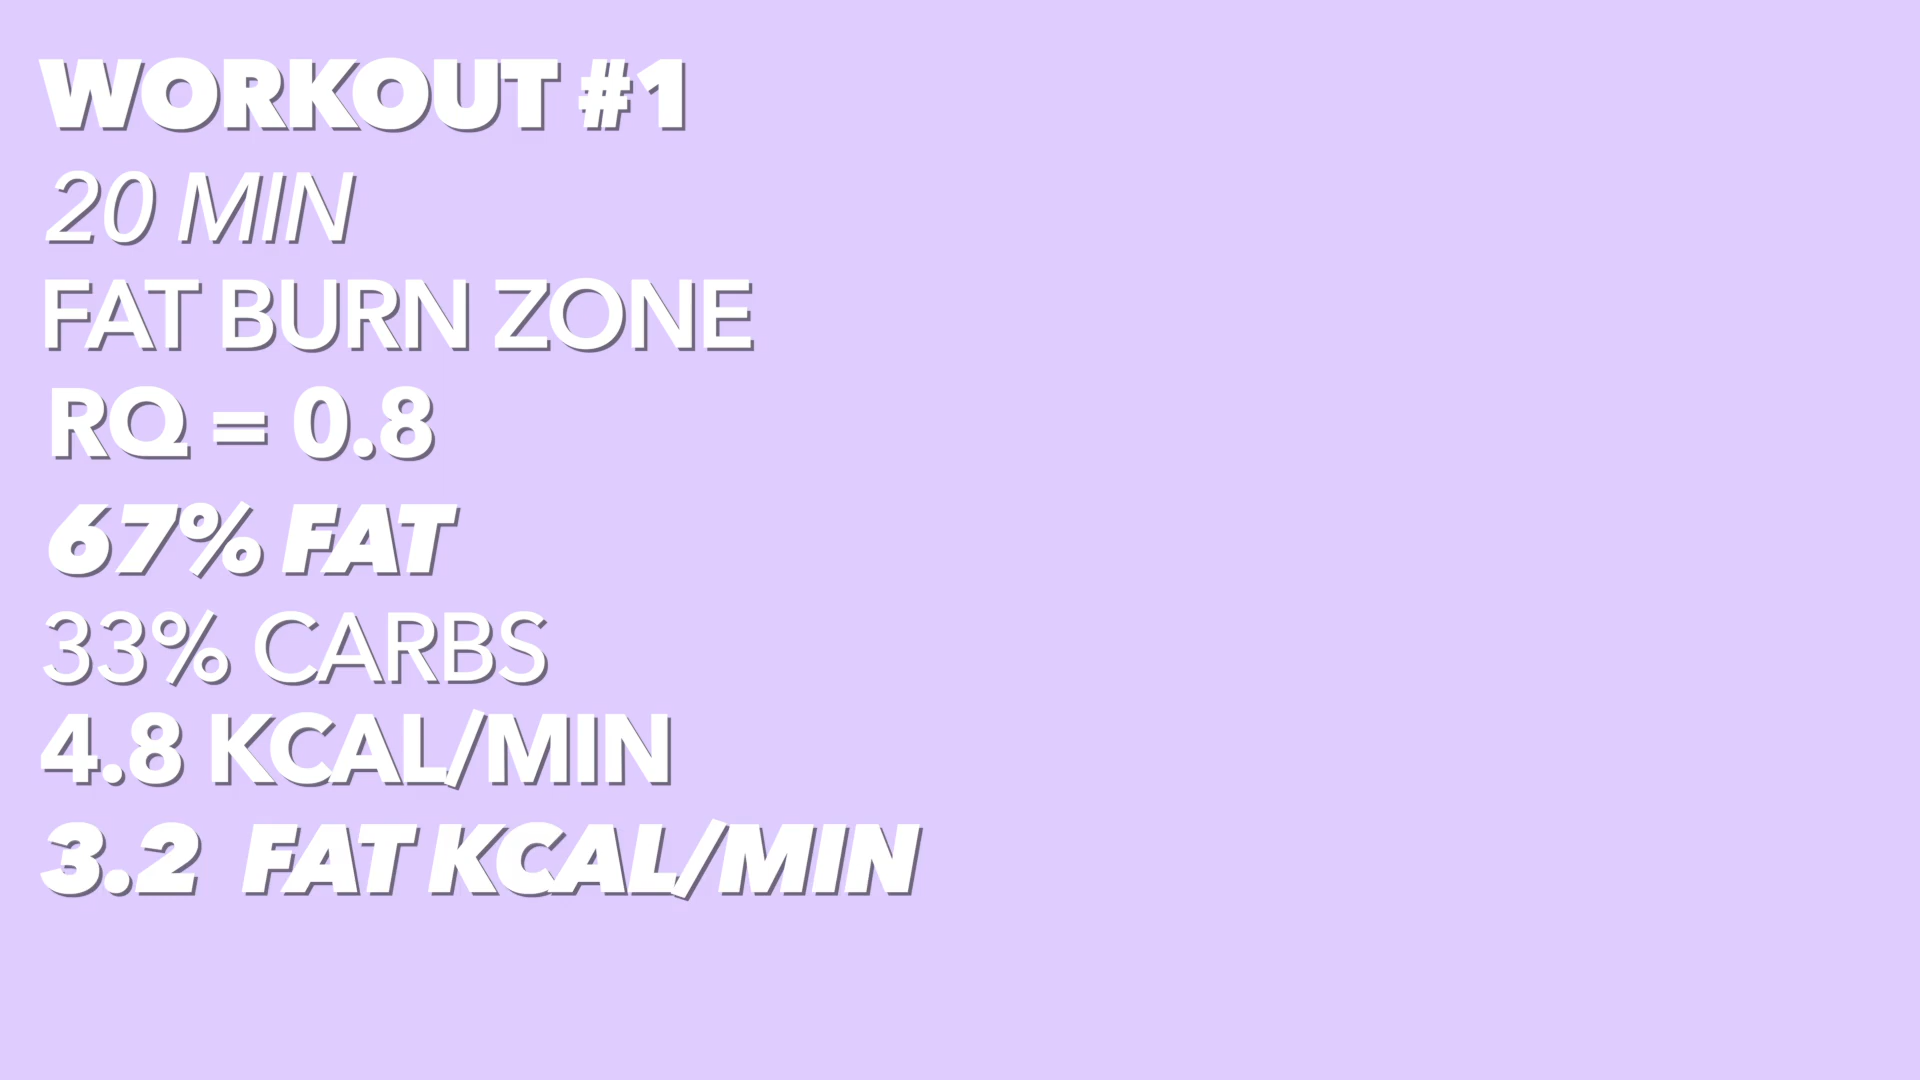 WORKOUT #1
20 MIN
FAT BURN ZONE
RQ = 0.8
67% FAT
33% CARBS
4.8 KCAL/MIN
3.2 FAT KCAL/MIN